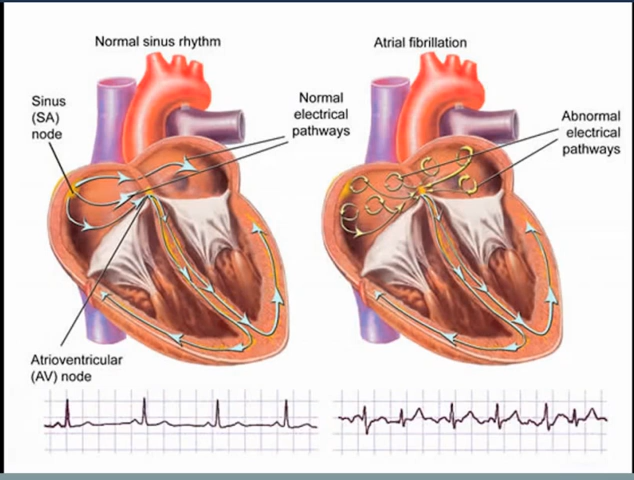 Normal sinus rhythm
Atrial fibrillation
Sinus
(SA)
node
Normal
electrical
pathways
Abnormal
electrical
pathways
Atrioventricular
(AV) node